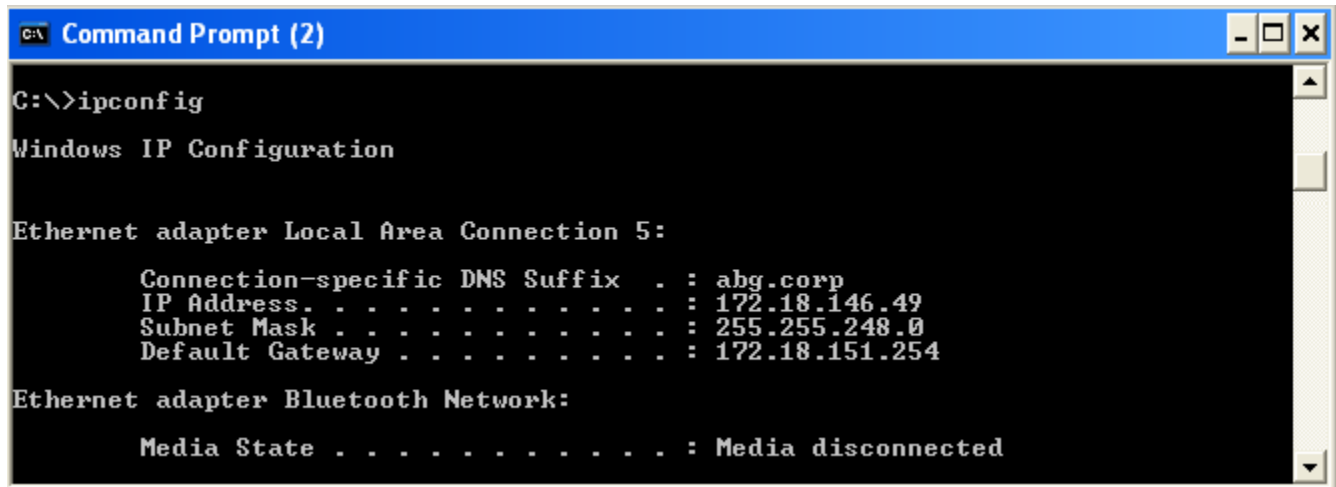 Command Prompt (2)
C:\>ipconfig
Windows IP Configuration
Ethernet adapter Local Area Connection 5:
Connection-specific DNS Suffix . : abg.corp
IP Address. . . . . . . . . . . . : 172.18.146.49
Subnet Mask . . . . . . . . . . . : 255.255.248.0
Default Gateway . . . . . . . . . : 172.18.151.254
Ethernet adapter Bluetooth Network:
Media State . . . . . . . . . . . : Media disconnected